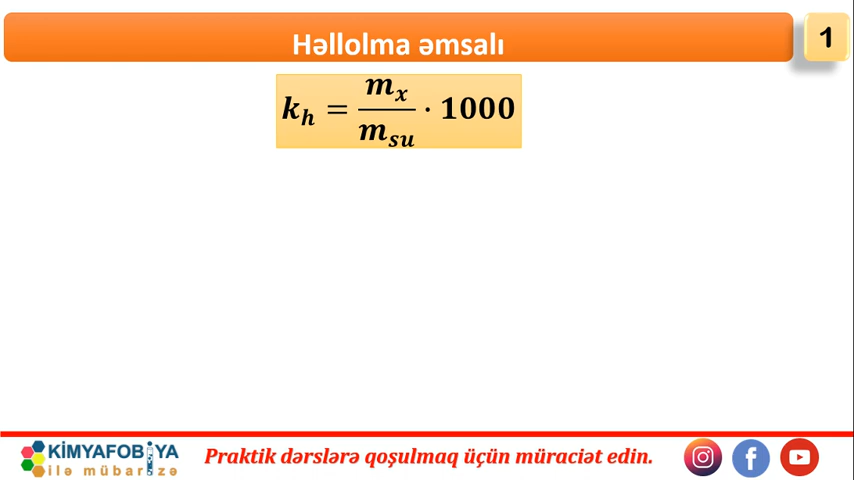 Həllolma əmsalı
1
k_h = m_x / m_su · 1000
KİMYAFOBİYA
ilə mübarizə
Praktik dərslərə qoşulmaq üçün müraciət edin.